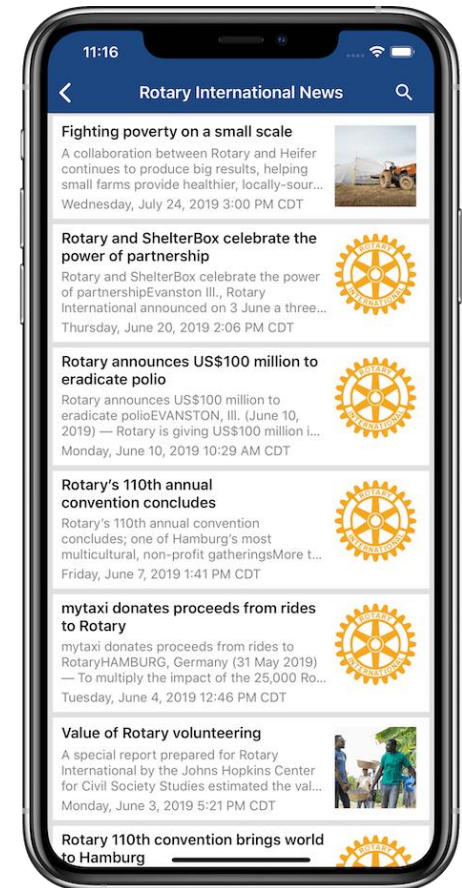 11:16
Rotary International News
Fighting poverty on a small scale
A collaboration between Rotary and Heifer
continues to produce big results, helping
small farms provide healthier, locally-sour...
Wednesday, July 24, 2019 3:00 PM CDT
Rotary and ShelterBox celebrate the
power of partnership
Rotary and ShelterBox celebrate the power
of partnershipEvanston Ill., Rotary
International announced on 3 June a three...
Thursday, June 20, 2019 2:06 PM CDT
ROTARY
INTERNATIONAL
Rotary announces US$100 million to
eradicate polio
Rotary announces US$100 million to
eradicate polioEVANSTON, Ill. (June 10,
2019) — Rotary is giving US$100 million i...
Monday, June 10, 2019 10:29 AM CDT
ROTARY
INTERNATIONAL
Rotary's 110th annual
convention concludes
Rotary's 110th annual convention
concludes; one of Hamburg's most
multicultural, non-profit gatheringsMore t...
Friday, June 7, 2019 1:41 PM CDT
ROTARY
INTERNATIONAL
mytaxi donates proceeds from rides
to Rotary
mytaxi donates proceeds from rides to
RotaryHAMBURG, Germany (31 May 2019)
— To multiply the impact of the 25,000 Ro...
Tuesday, June 4, 2019 12:46 PM CDT
ROTARY
INTERNATIONAL
Value of Rotary volunteering
A special report prepared for Rotary
International by the Johns Hopkins Center
for Civil Society Studies estimated the val...
Monday, June 3, 2019 5:21 PM CDT
Rotary 110th convention brings world
to Hamburg
ROTARY